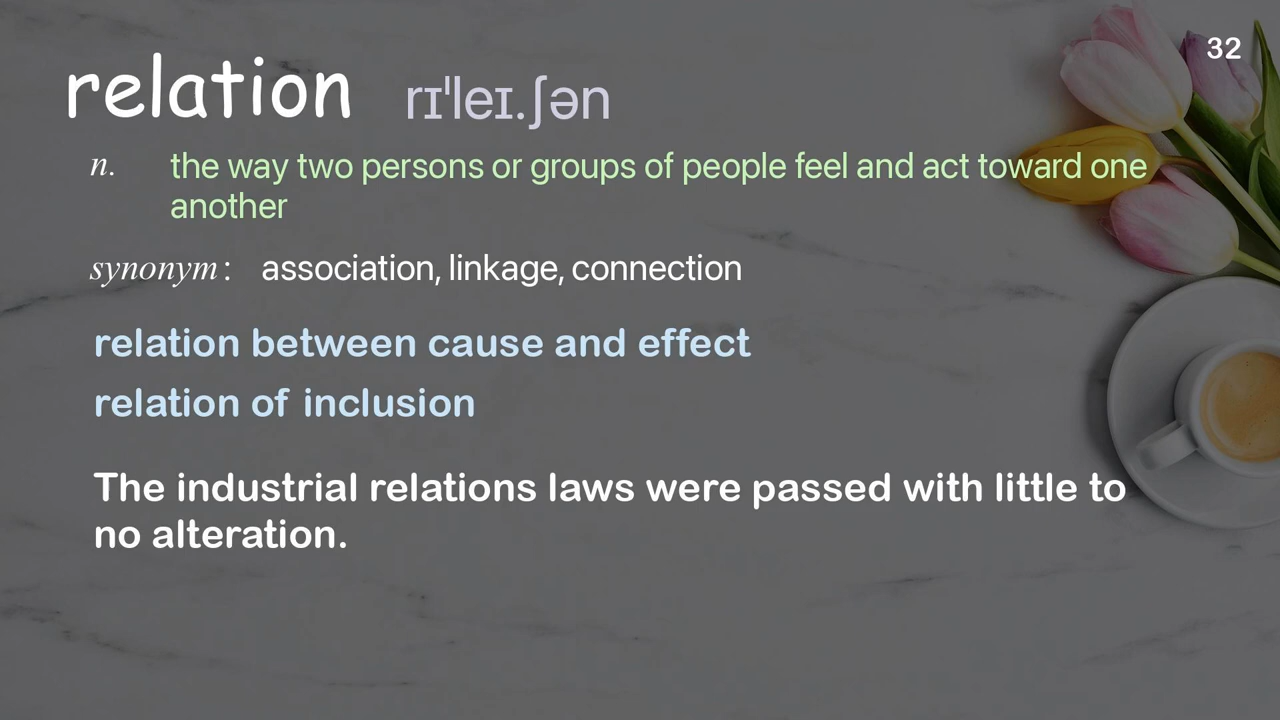 32
relation rɪˈleɪ.ʃən
n. the way two persons or groups of people feel and act toward one
another
synonym: association, linkage, connection
relation between cause and effect
relation of inclusion
The industrial relations laws were passed with little to
no alteration.